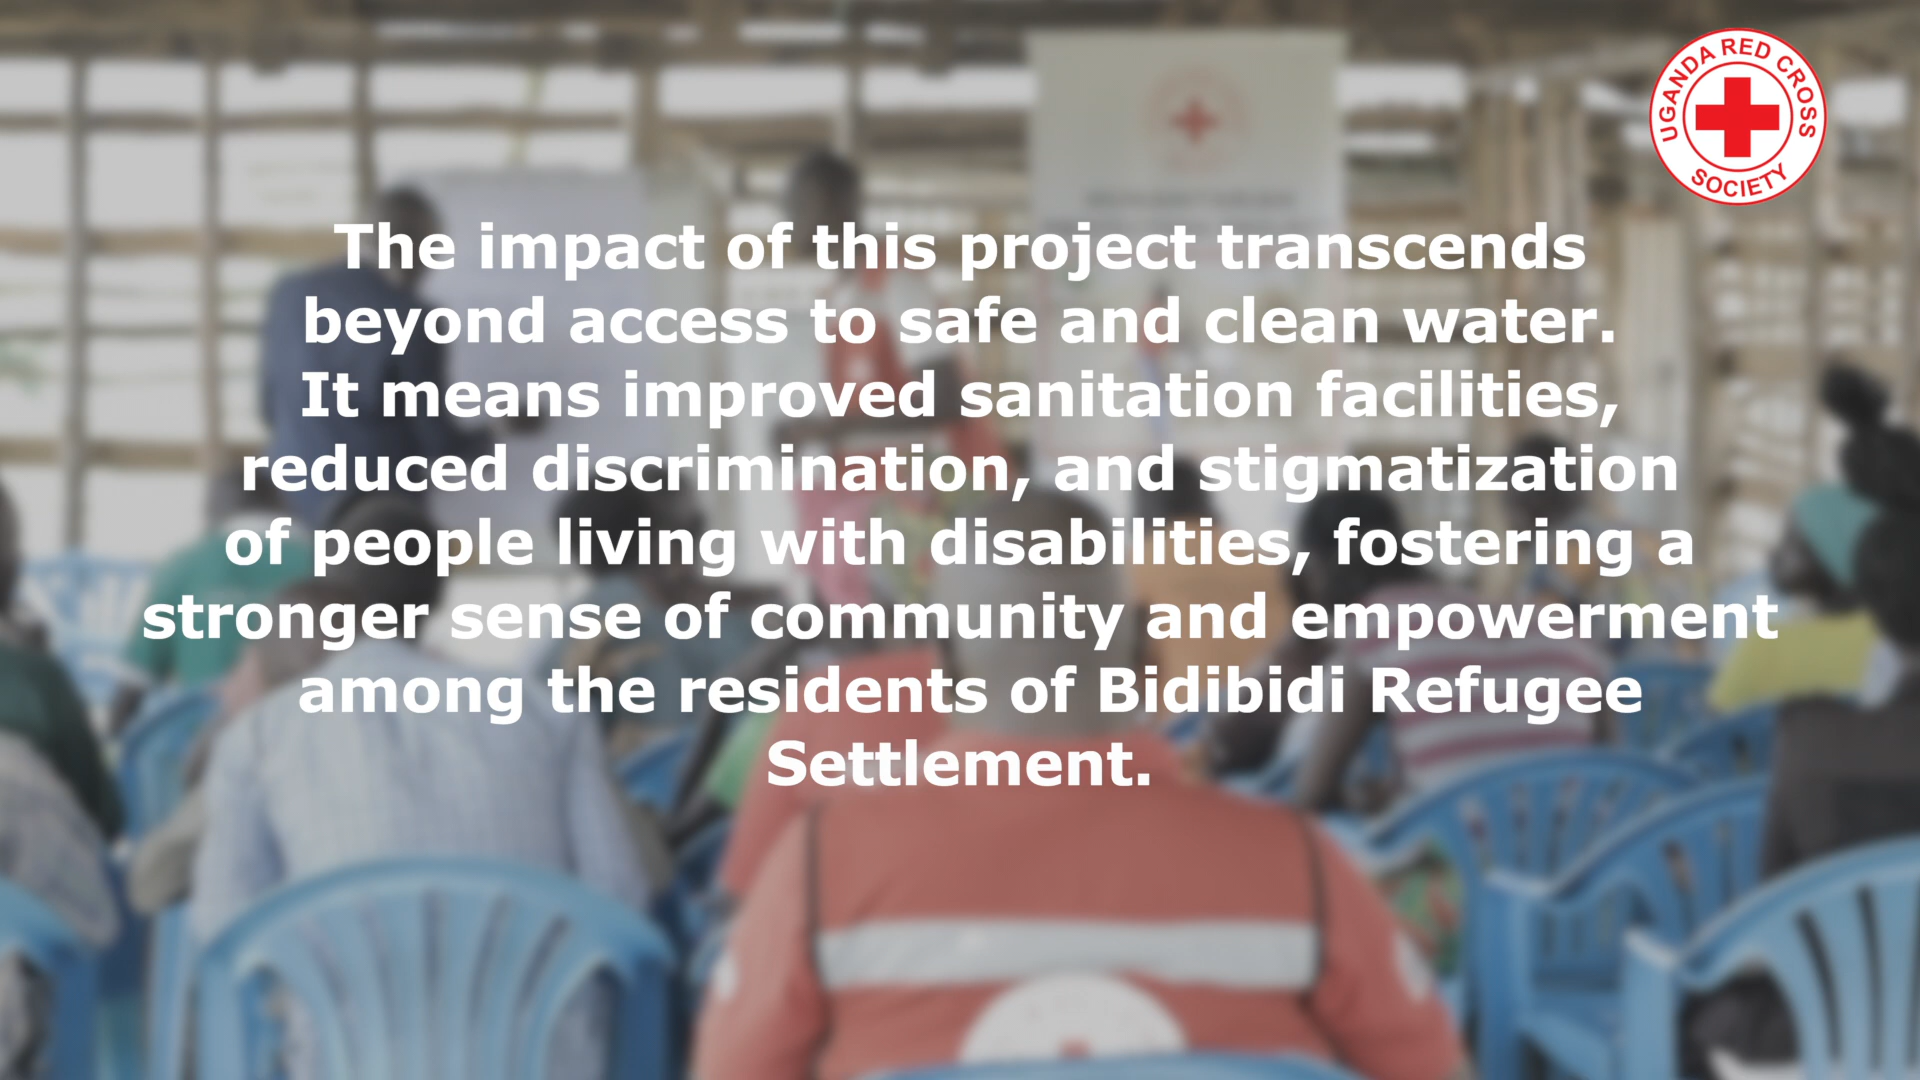 UGANDA RED CROSS
SOCIETY
The impact of this project transcends
beyond access to safe and clean water.
It means improved sanitation facilities,
reduced discrimination, and stigmatization
of people living with disabilities, fostering a
stronger sense of community and empowerment
among the residents of Bidibidi Refugee
Settlement.